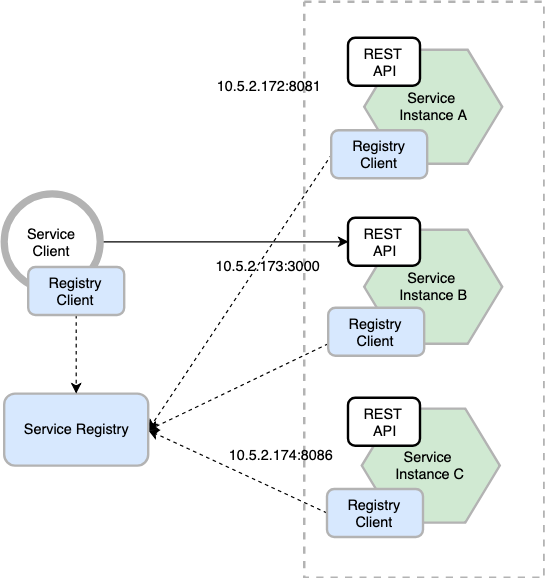 REST
API
10.5.2.172:8081
Service
Instance A
Registry
Client
Service
Client
REST
API
10.5.2.173:3000
Registry
Client
Service
Instance B
Registry
Client
Service Registry
REST
API
10.5.2.174:8086
Service
Instance C
Registry
Client